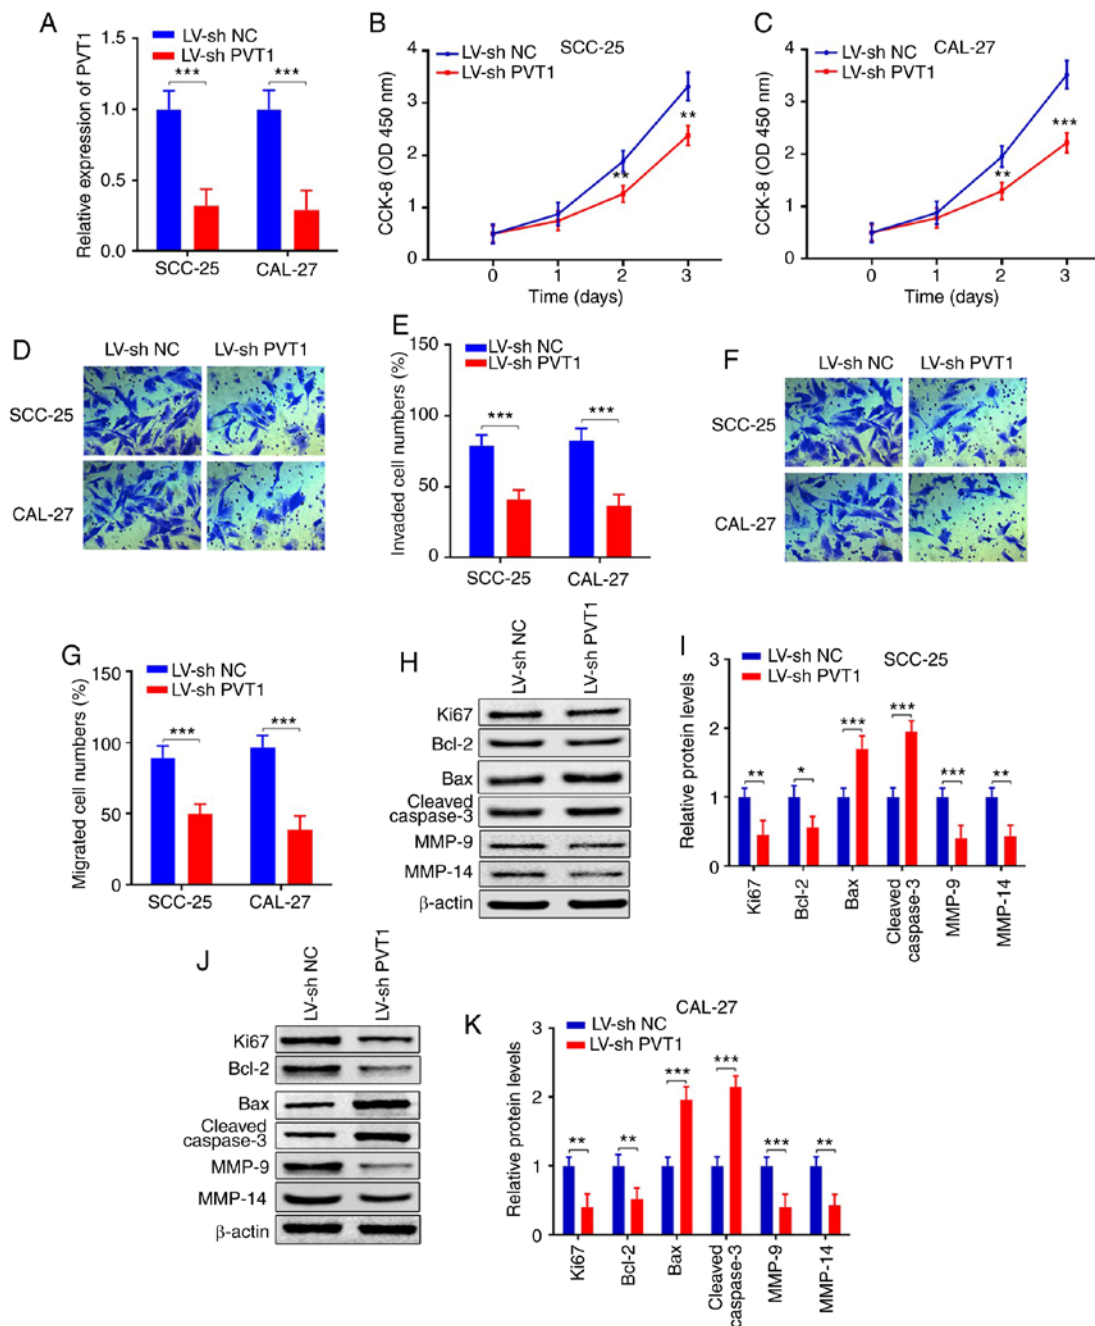 A
LV-sh NC
LV-sh PVT1
Relative expression of PVT1
1.0
0.5
0.0
***
***
SCC-25
CAL-27
B
SCC-25
LV-sh NC
LV-sh PVT1
CCK-8 (OD 450 nm)
4
3
2
1
0
**
**
0 1 2 3
Time (days)
C
CAL-27
LV-sh NC
LV-sh PVT1
CCK-8 (OD 450 nm)
4
3
2
1
0
**
***
0 1 2 3
Time (days)
D
LV-sh NC
LV-sh PVT1
SCC-25
CAL-27
E
LV-sh NC
LV-sh PVT1
Invaded cell numbers (%)
150
100
50
0
***
***
SCC-25
CAL-27
F
LV-sh NC
LV-sh PVT1
SCC-25
CAL-27
G
LV-sh NC
LV-sh PVT1
Migrated cell numbers (%)
150
100
50
0
***
***
SCC-25
CAL-27
H
LV-sh NC
LV-sh PVT1
Ki67
Bcl-2
Bax
Cleaved
caspase-3
MMP-9
MMP-14
β-actin
I
SCC-25
LV-sh NC
LV-sh PVT1
Relative protein levels
3
2
1
0
**
*
***
***
***
**
Ki67
Bcl-2
Bax
Cleaved
caspase-3
MMP-9
MMP-14
J
LV-sh NC
LV-sh PVT1
Ki67
Bcl-2
Bax
Cleaved
caspase-3
MMP-9
MMP-14
β-actin
K
CAL-27
LV-sh NC
LV-sh PVT1
Relative protein levels
3
2
1
0
**
**
***
***
***
**
Ki67
Bcl-2
Bax
Cleaved
caspase-3
MMP-9
MMP-14